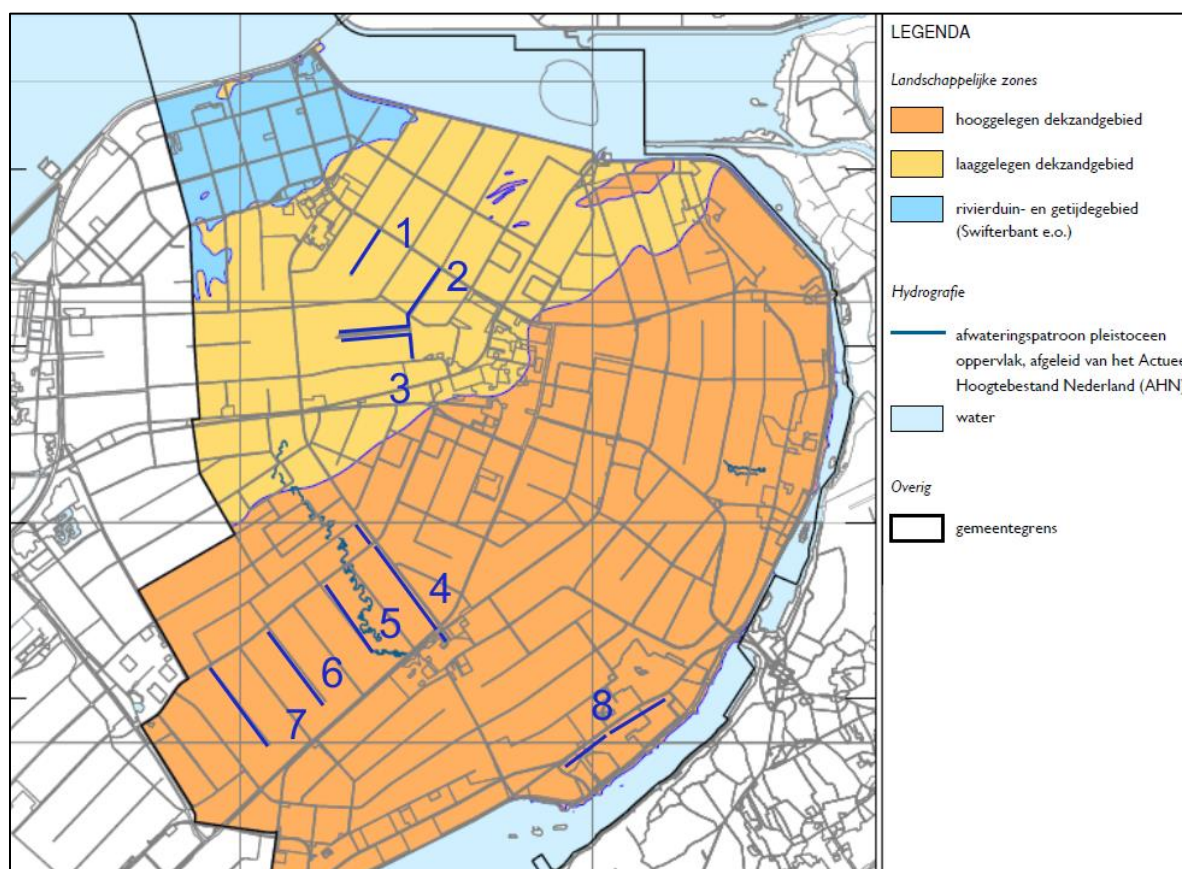 LEGENDA
Landschappelijke zones
hooggelegen dekzandgebied
laaggelegen dekzandgebied
rivierduin- en getijdegebied
(Swifterbant e.o.)
Hydrografie
afwateringspatroon pleistoceen
oppervlak, afgeleid van het Actuee
Hoogtebestand Nederland (AHN)
water
Overig
gemeentegrens
1
2
3
4
5
6
7
8